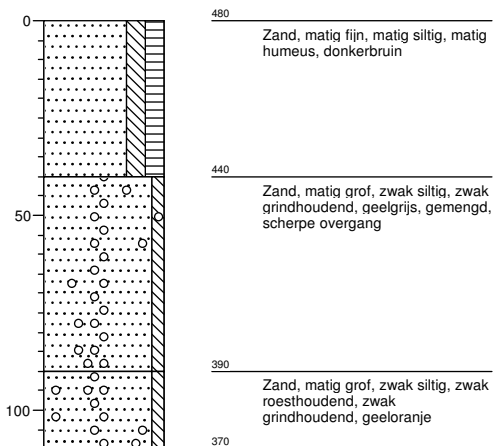 480
0
Zand, matig fijn, matig siltig, matig
humeus, donkerbruin
440
Zand, matig grof, zwak siltig, zwak
grindhoudend, geelgrijs, gemengd,
scherpe overgang
50
390
Zand, matig grof, zwak siltig, zwak
roesthoudend, zwak
grindhoudend, geeloranje
100
370